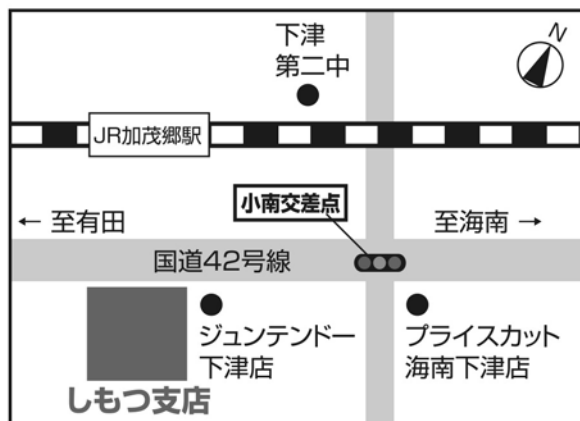 N
下津
第二中
JR加茂郷駅
小南交差点
← 至有田
至海南 →
国道42号線
ジュンテンドー
下津店
プライスカット
海南下津店
しもつ支店